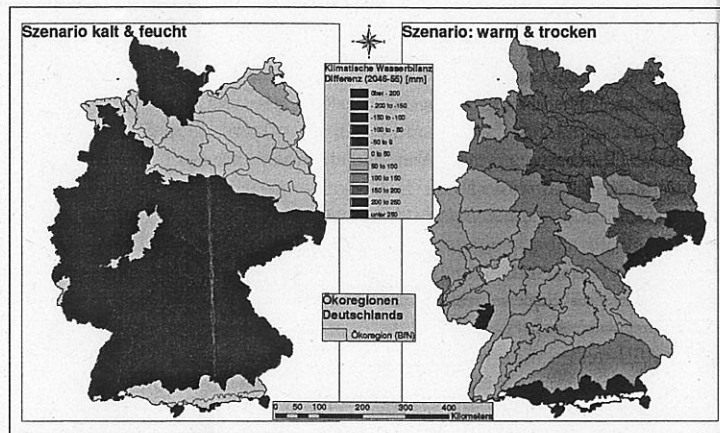 Szenario kalt & feucht
Szenario: warm & trocken
Klimatische Wasserbilanz
Differenz (2046-55) [mm]
-200 to -150
-150 to -100
-100 to -50
-50 to 0
0 to 50
50 to 100
100 to 150
150 to 200
200 to 250
unter 250
Ökoregionen
Deutschlands
Ökoregion (BfN)
0 50 100 200 300 400
Kilometers